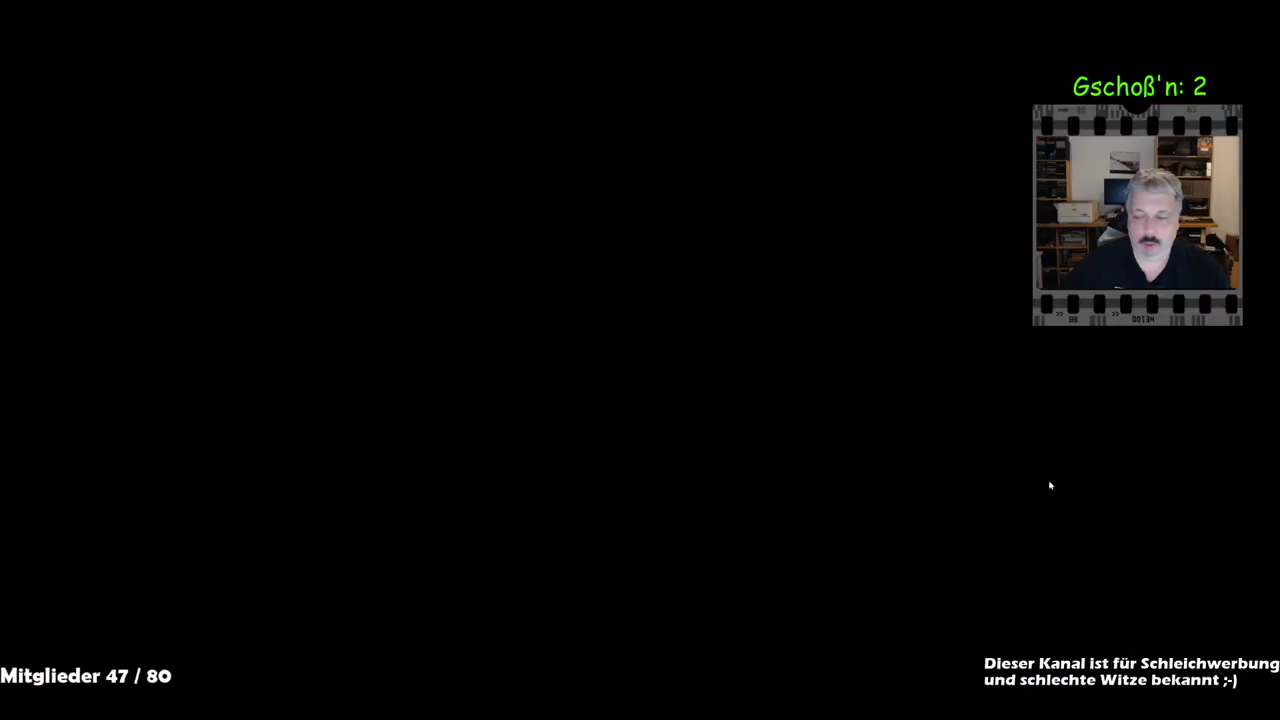 Gschoß'n: 2
Mitglieder 47 / 80
Dieser Kanal ist für Schleichwerbung
und schlechte Witze bekannt ;-)